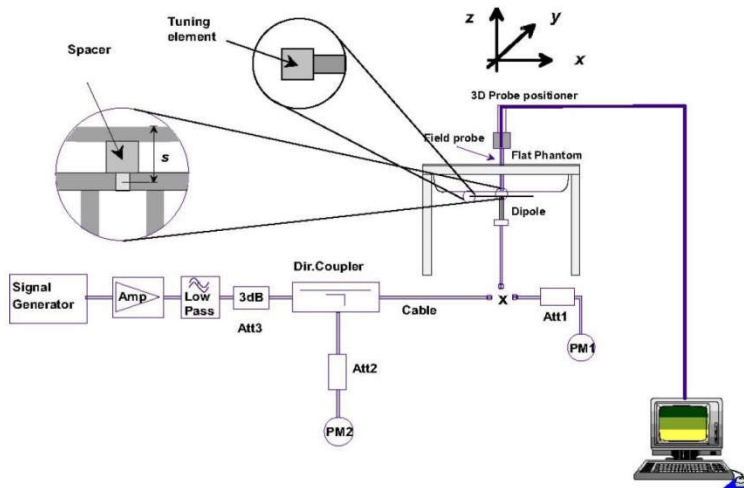 Tuning
element
z
y
x
Spacer
3D Probe positioner
s
Field probe
Flat Phantom
Dipole
Dir.Coupler
Signal
Generator
Amp
Low
Pass
3dB
Cable
x
Att1
Att3
PM1
Att2
PM2